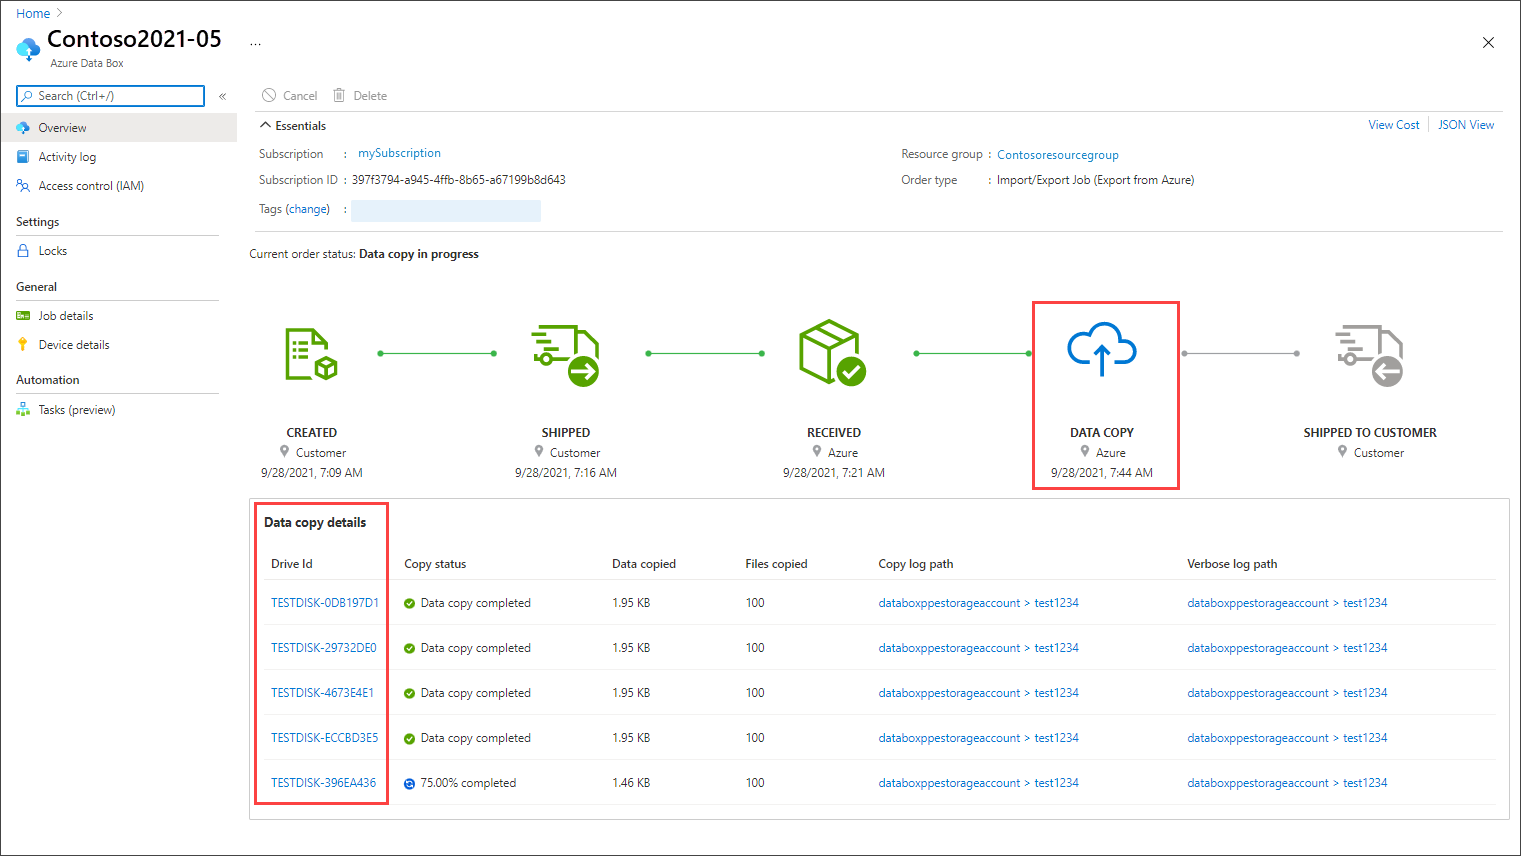 Home >
Contoso2021-05 ...
Azure Data Box
Search (Ctrl+/) «
Overview
Activity log
Access control (IAM)
Settings
Locks
General
Job details
Device details
Automation
Tasks (preview)
Cancel Delete
Essentials
View Cost JSON View
Subscription : mySubscription
Subscription ID : 397f3794-a945-4ffb-8b65-a67199b8d643
Tags (change) :
Resource group : Contosoresourcegroup
Order type : Import/Export Job (Export from Azure)
Current order status: Data copy in progress
CREATED
Customer
9/28/2021, 7:09 AM
SHIPPED
Customer
9/28/2021, 7:16 AM
RECEIVED
Azure
9/28/2021, 7:21 AM
DATA COPY
Azure
9/28/2021, 7:44 AM
SHIPPED TO CUSTOMER
Customer
Data copy details
Drive Id Copy status Data copied Files copied Copy log path Verbose log path
TESTDISK-0DB197D1 Data copy completed 1.95 KB 100 databoxppestorageaccount > test1234 databoxppestorageaccount > test1234
TESTDISK-29732DE0 Data copy completed 1.95 KB 100 databoxppestorageaccount > test1234 databoxppestorageaccount > test1234
TESTDISK-4673E4E1 Data copy completed 1.95 KB 100 databoxppestorageaccount > test1234 databoxppestorageaccount > test1234
TESTDISK-ECCBD3E5 Data copy completed 1.95 KB 100 databoxppestorageaccount > test1234 databoxppestorageaccount > test1234
TESTDISK-396EA436 75.00% completed 1.46 KB 100 databoxppestorageaccount > test1234 databoxppestorageaccount > test1234